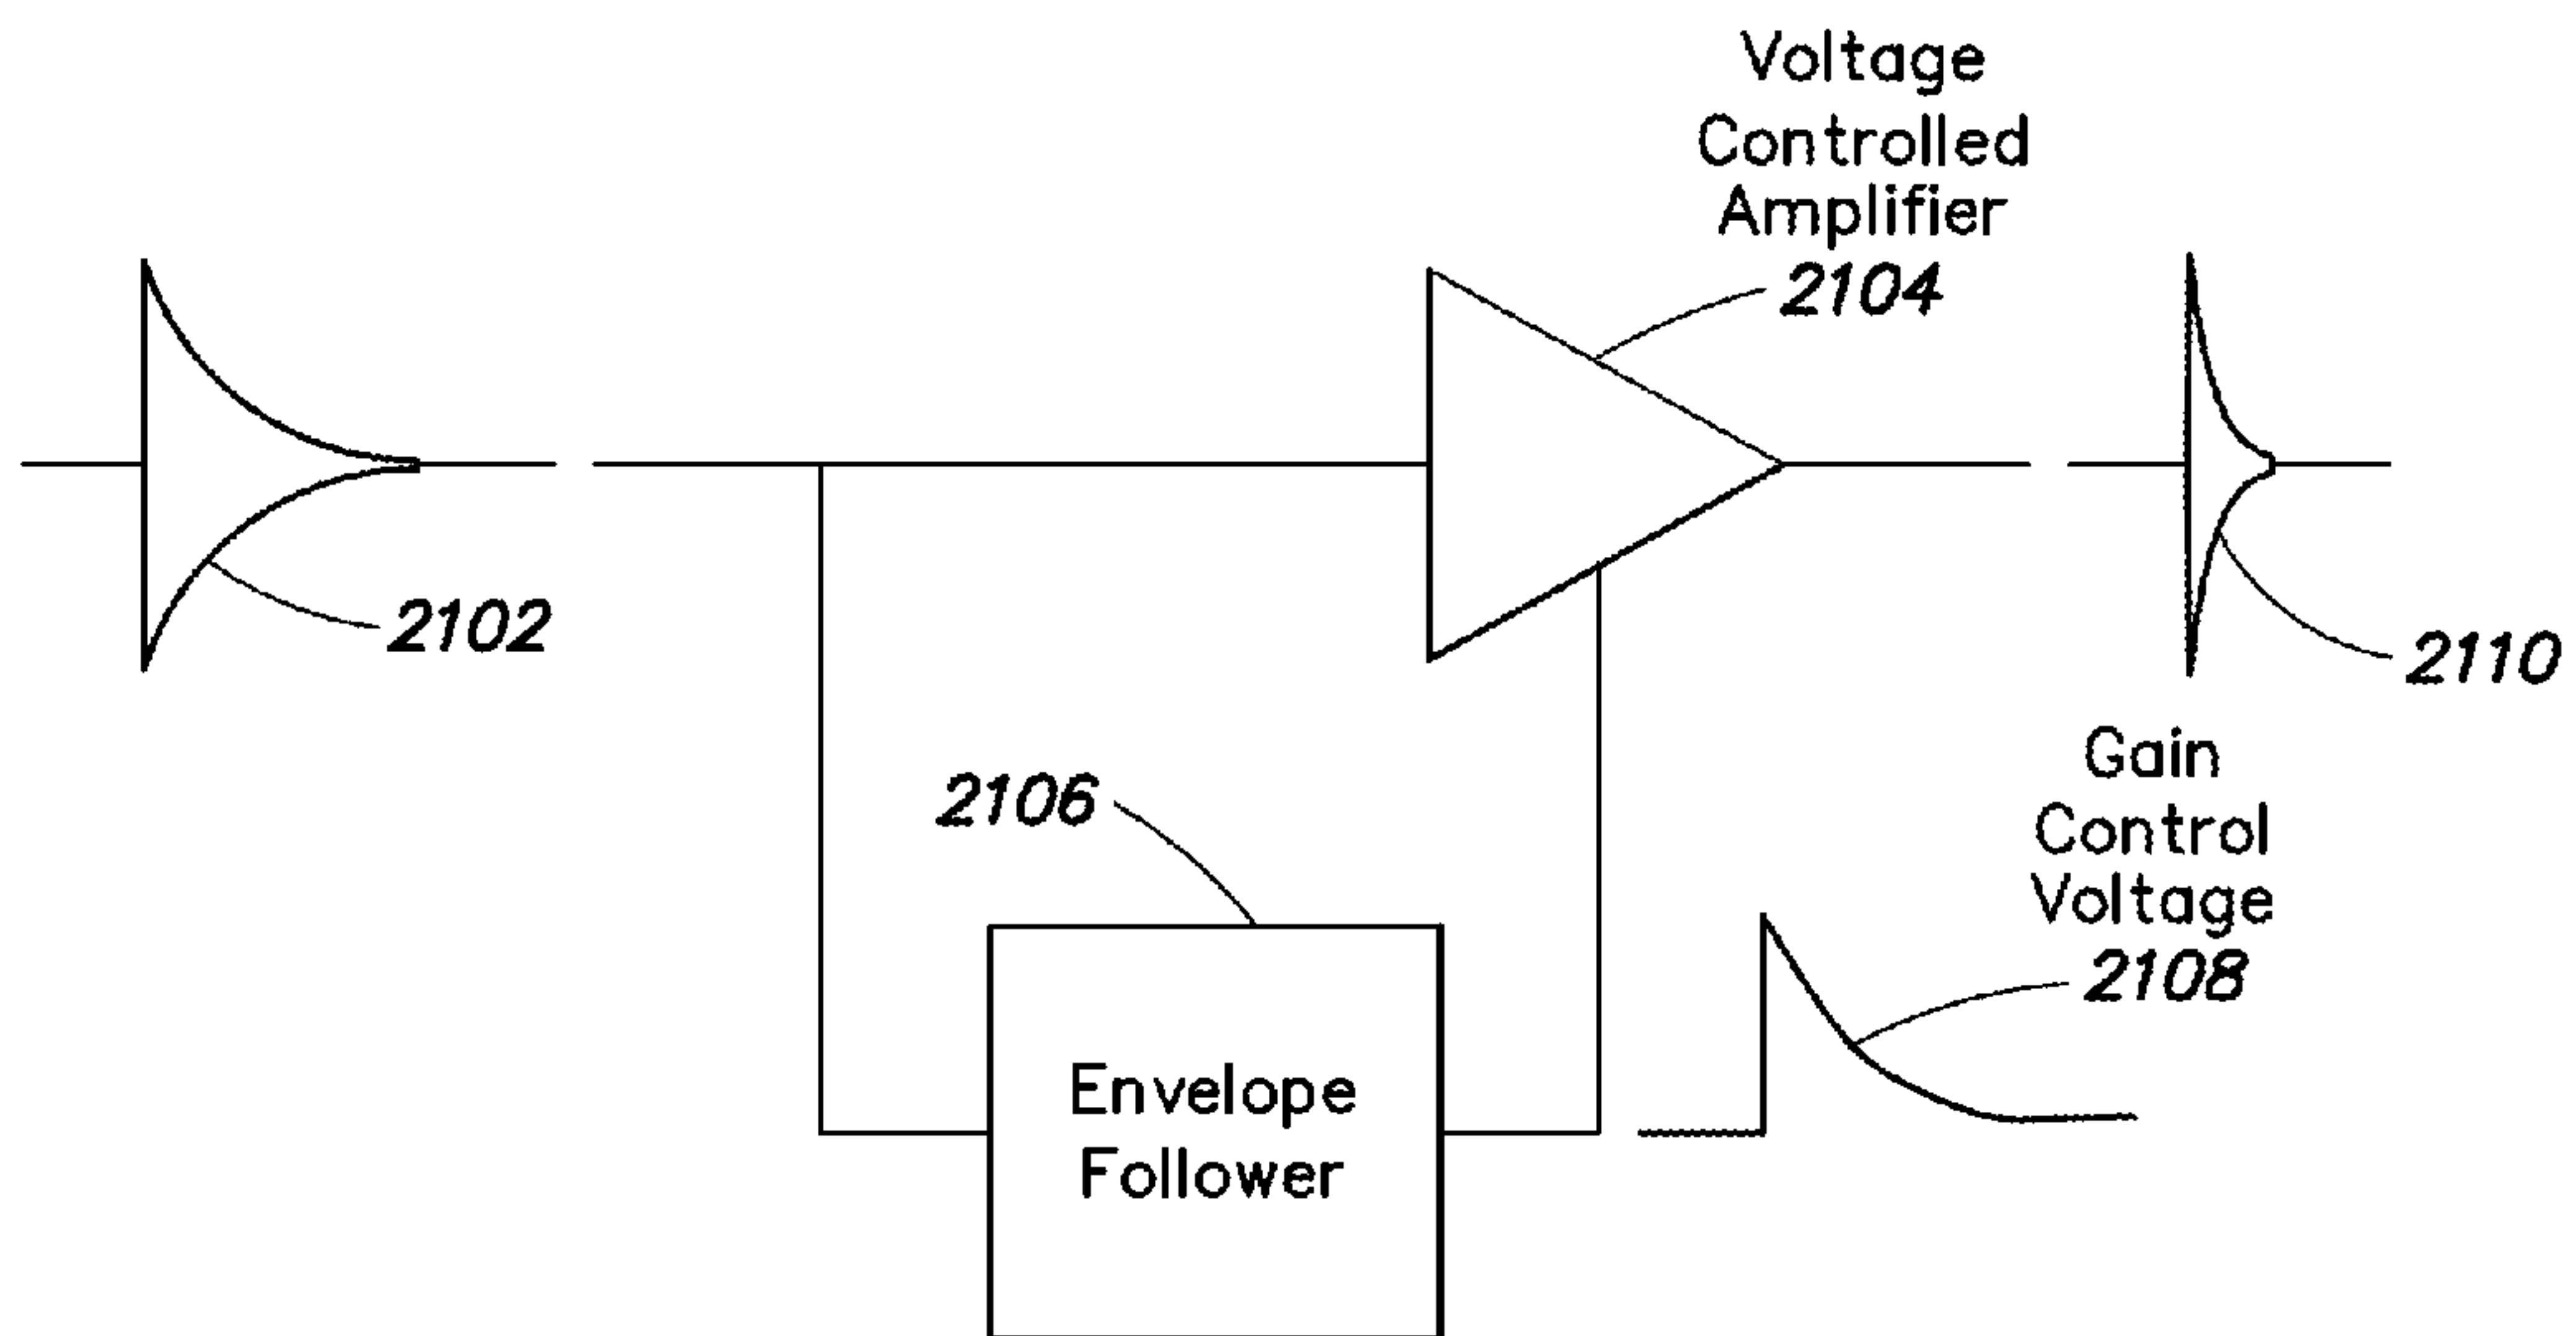 Voltage
Controlled
Amplifier
2104
2102
2110
Gain
Control
Voltage
2108
2106
Envelope
Follower